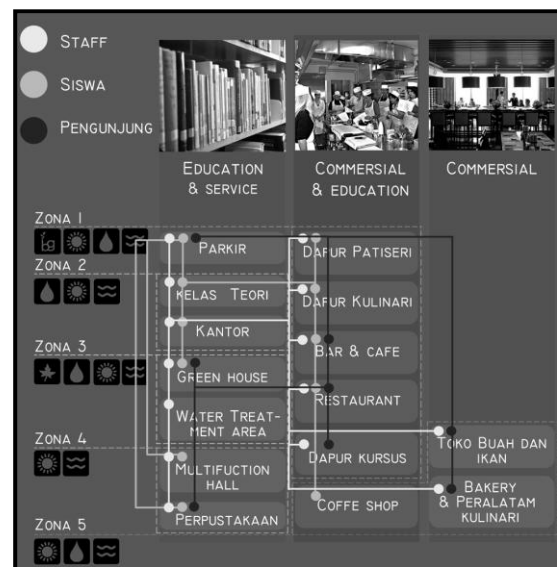 STAFF
SISWA
PENGUNJUNG
EDUCATION
& SERVICE
COMMERSIAL
& EDUCATION
COMMERSIAL
ZONA 1
ZONA 2
ZONA 3
ZONA 4
ZONA 5
PARKIR
KELAS TEORI
KANTOR
GREEN HOUSE
WATER TREAT-
MENT AREA
MULTIFUCTION
HALL
PERPUSTAKAAN
DAPUR PATISERI
DAPUR KULINARI
BAR & CAFE
RESTAURANT
DAPUR KURSUS
COFFE SHOP
TOKO BUAH DAN
IKAN
BAKERY
& PERALATAM
KULINARI